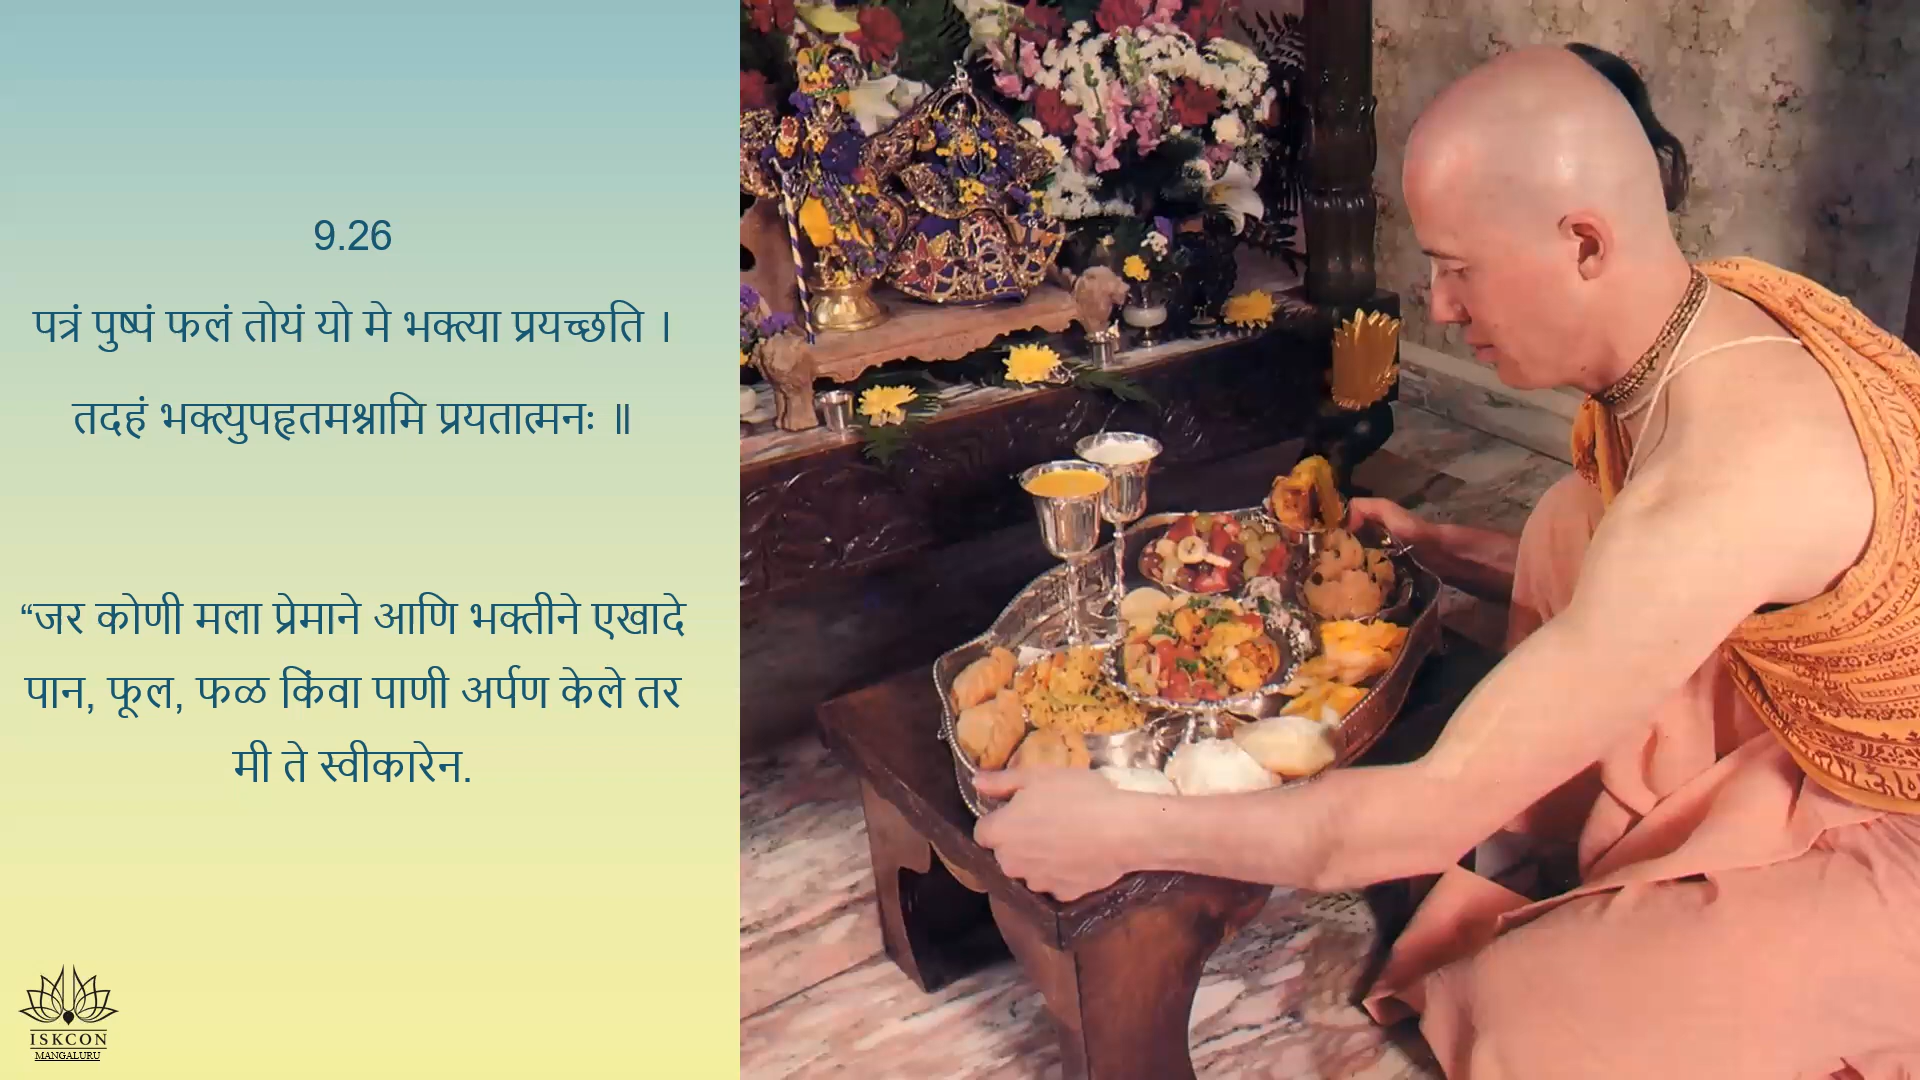 9.26
पत्रं पुष्पं फलं तोयं यो मे भक्त्या प्रयच्छति ।
तदहं भक्त्युपहृतमश्नामि प्रयतात्मनः ॥
“जर कोणी मला प्रेमाने आणि भक्तीने एखादे
पान, फूल, फळ किंवा पाणी अर्पण केले तर
मी ते स्वीकारेन.
ISKCON
MANGALURU